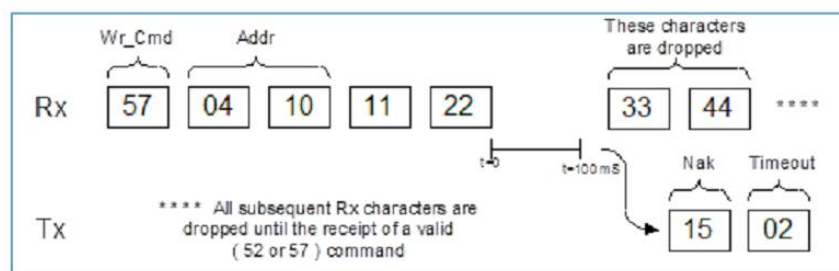 Wr_Cmd Addr These characters
are dropped
Rx 57 04 10 11 22 33 44 ****
t=0 t=100mS Nak Timeout
Tx **** All subsequent Rx characters are
dropped until the receipt of a valid
( 52 or 57 ) command
15 02